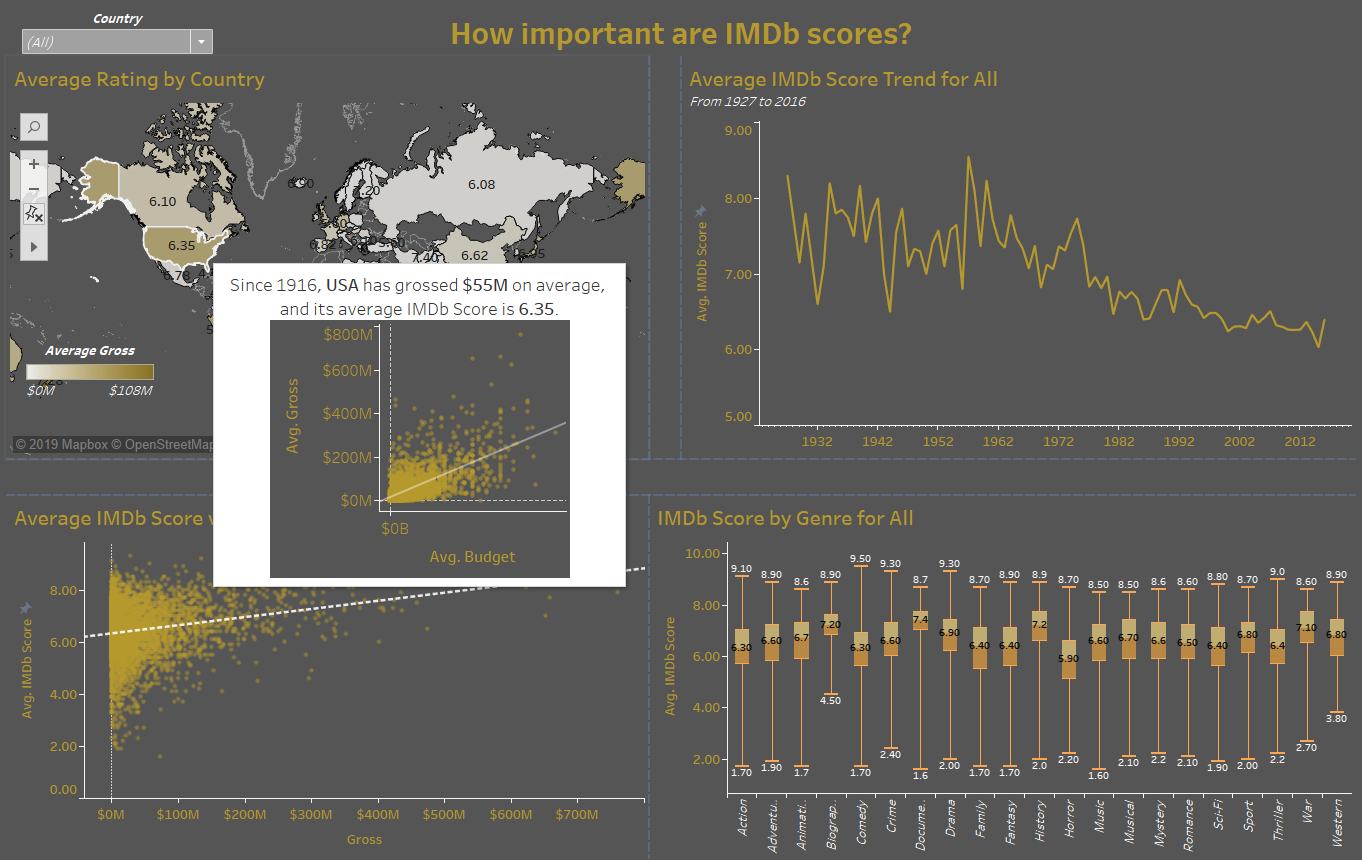 Country
(All)
How important are IMDb scores?
Average Rating by Country
6.90
7.20
6.08
6.10
6.35
7.40
6.62
Since 1916, USA has grossed $55M on average,
and its average IMDb Score is 6.35.
$800M
$600M
$400M
$200M
$0M
Avg. Gross
$0B
Avg. Budget
Average Gross
$0M
$108M
© 2019 Mapbox © OpenStreetMap
Average IMDb Score Trend for All
From 1927 to 2016
9.00
8.00
7.00
6.00
5.00
Avg. IMDb Score
1932
1942
1952
1962
1972
1982
1992
2002
2012
Average IMDb Score
8.00
6.00
4.00
2.00
0.00
Avg. IMDb Score
$0M
$100M
$200M
$300M
$400M
$500M
$600M
$700M
Gross
IMDb Score by Genre for All
10.00
8.00
6.00
4.00
2.00
Avg. IMDb Score
9.10 8.90 8.6 8.90 9.50 9.30 8.7 9.30 8.70 8.90 8.9 8.70 8.50 8.50 8.6 8.60 8.80 8.70 9.0 8.60 8.90
6.30 6.60 6.7 7.20 6.30 6.60 7.4 6.90 6.40 6.40 7.2 5.90 6.60 6.70 6.6 6.50 6.40 6.80 6.4 7.10 6.80
1.70 1.90 1.7 4.50 1.70 2.40 1.6 2.00 1.70 1.70 2.0 2.20 1.60 2.10 2.2 2.10 1.90 2.00 2.2 2.70 3.80
Action
Adventu..
Animati..
Biograp..
Comedy
Crime
Docume..
Drama
Family
Fantasy
History
Horror
Music
Musical
Mystery
Romance
Sci-Fi
Sport
Thriller
War
Western